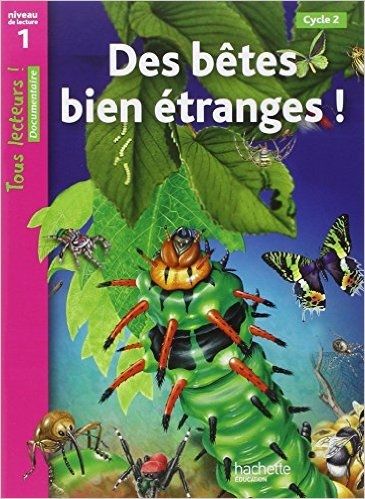 niveau
de lecture
1
Cycle 2
Des bêtes
bien étranges !
Tous lecteurs !
Documentaire
hachette
ÉDUCATION